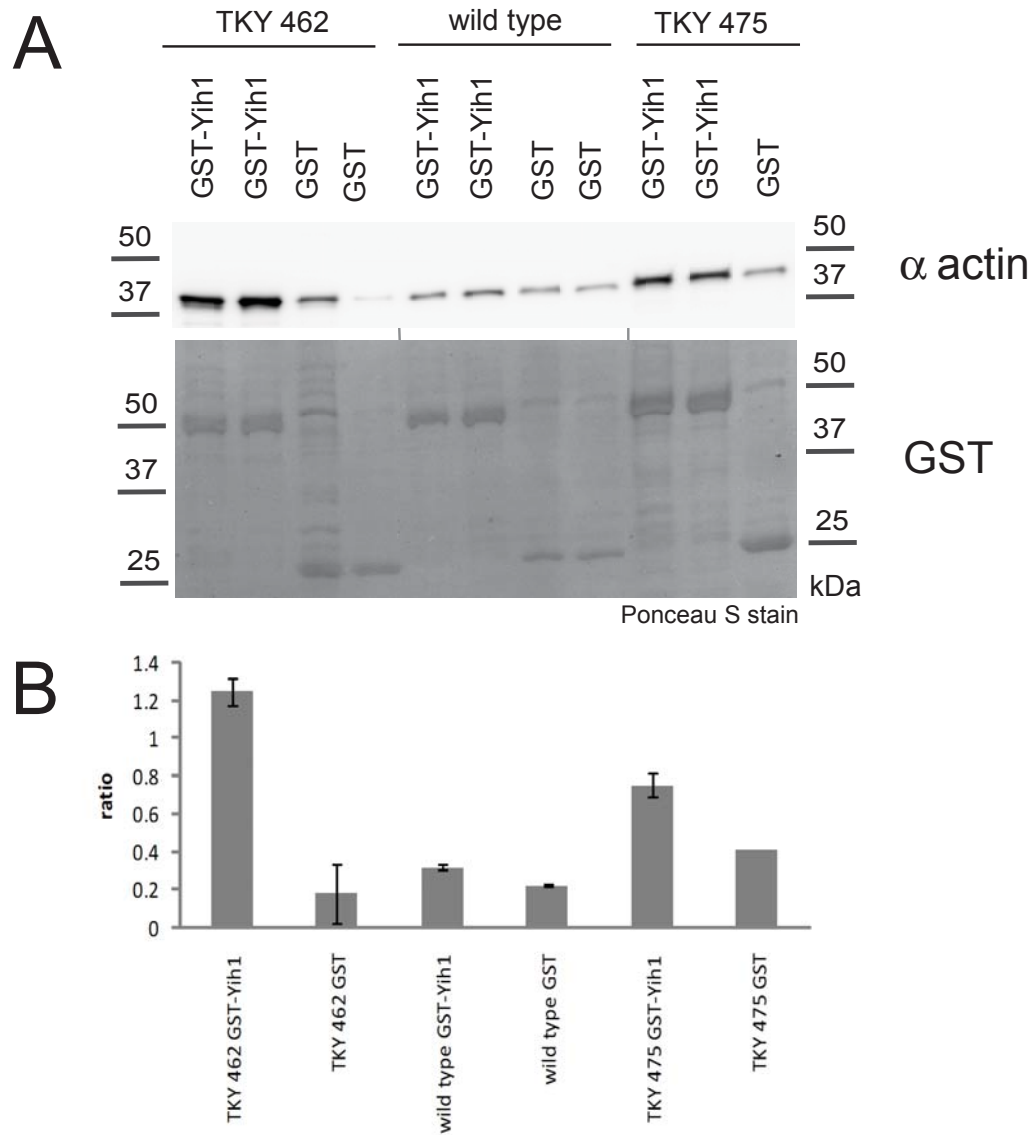 A
TKY 462 wild type TKY 475
GST-Yih1 GST-Yih1 GST GST GST-Yih1 GST-Yih1 GST GST GST-Yih1 GST-Yih1 GST
50 50
37 37
α actin
50 50
37 37
25 25
GST
kDa
Ponceau S stain
B
1.4
1.2
1
0.8
0.6
0.4
0.2
0
ratio
TKY 462 GST-Yih1
TKY 462 GST
wild type GST-Yih1
wild type GST
TKY 475 GST-Yih1
TKY 475 GST